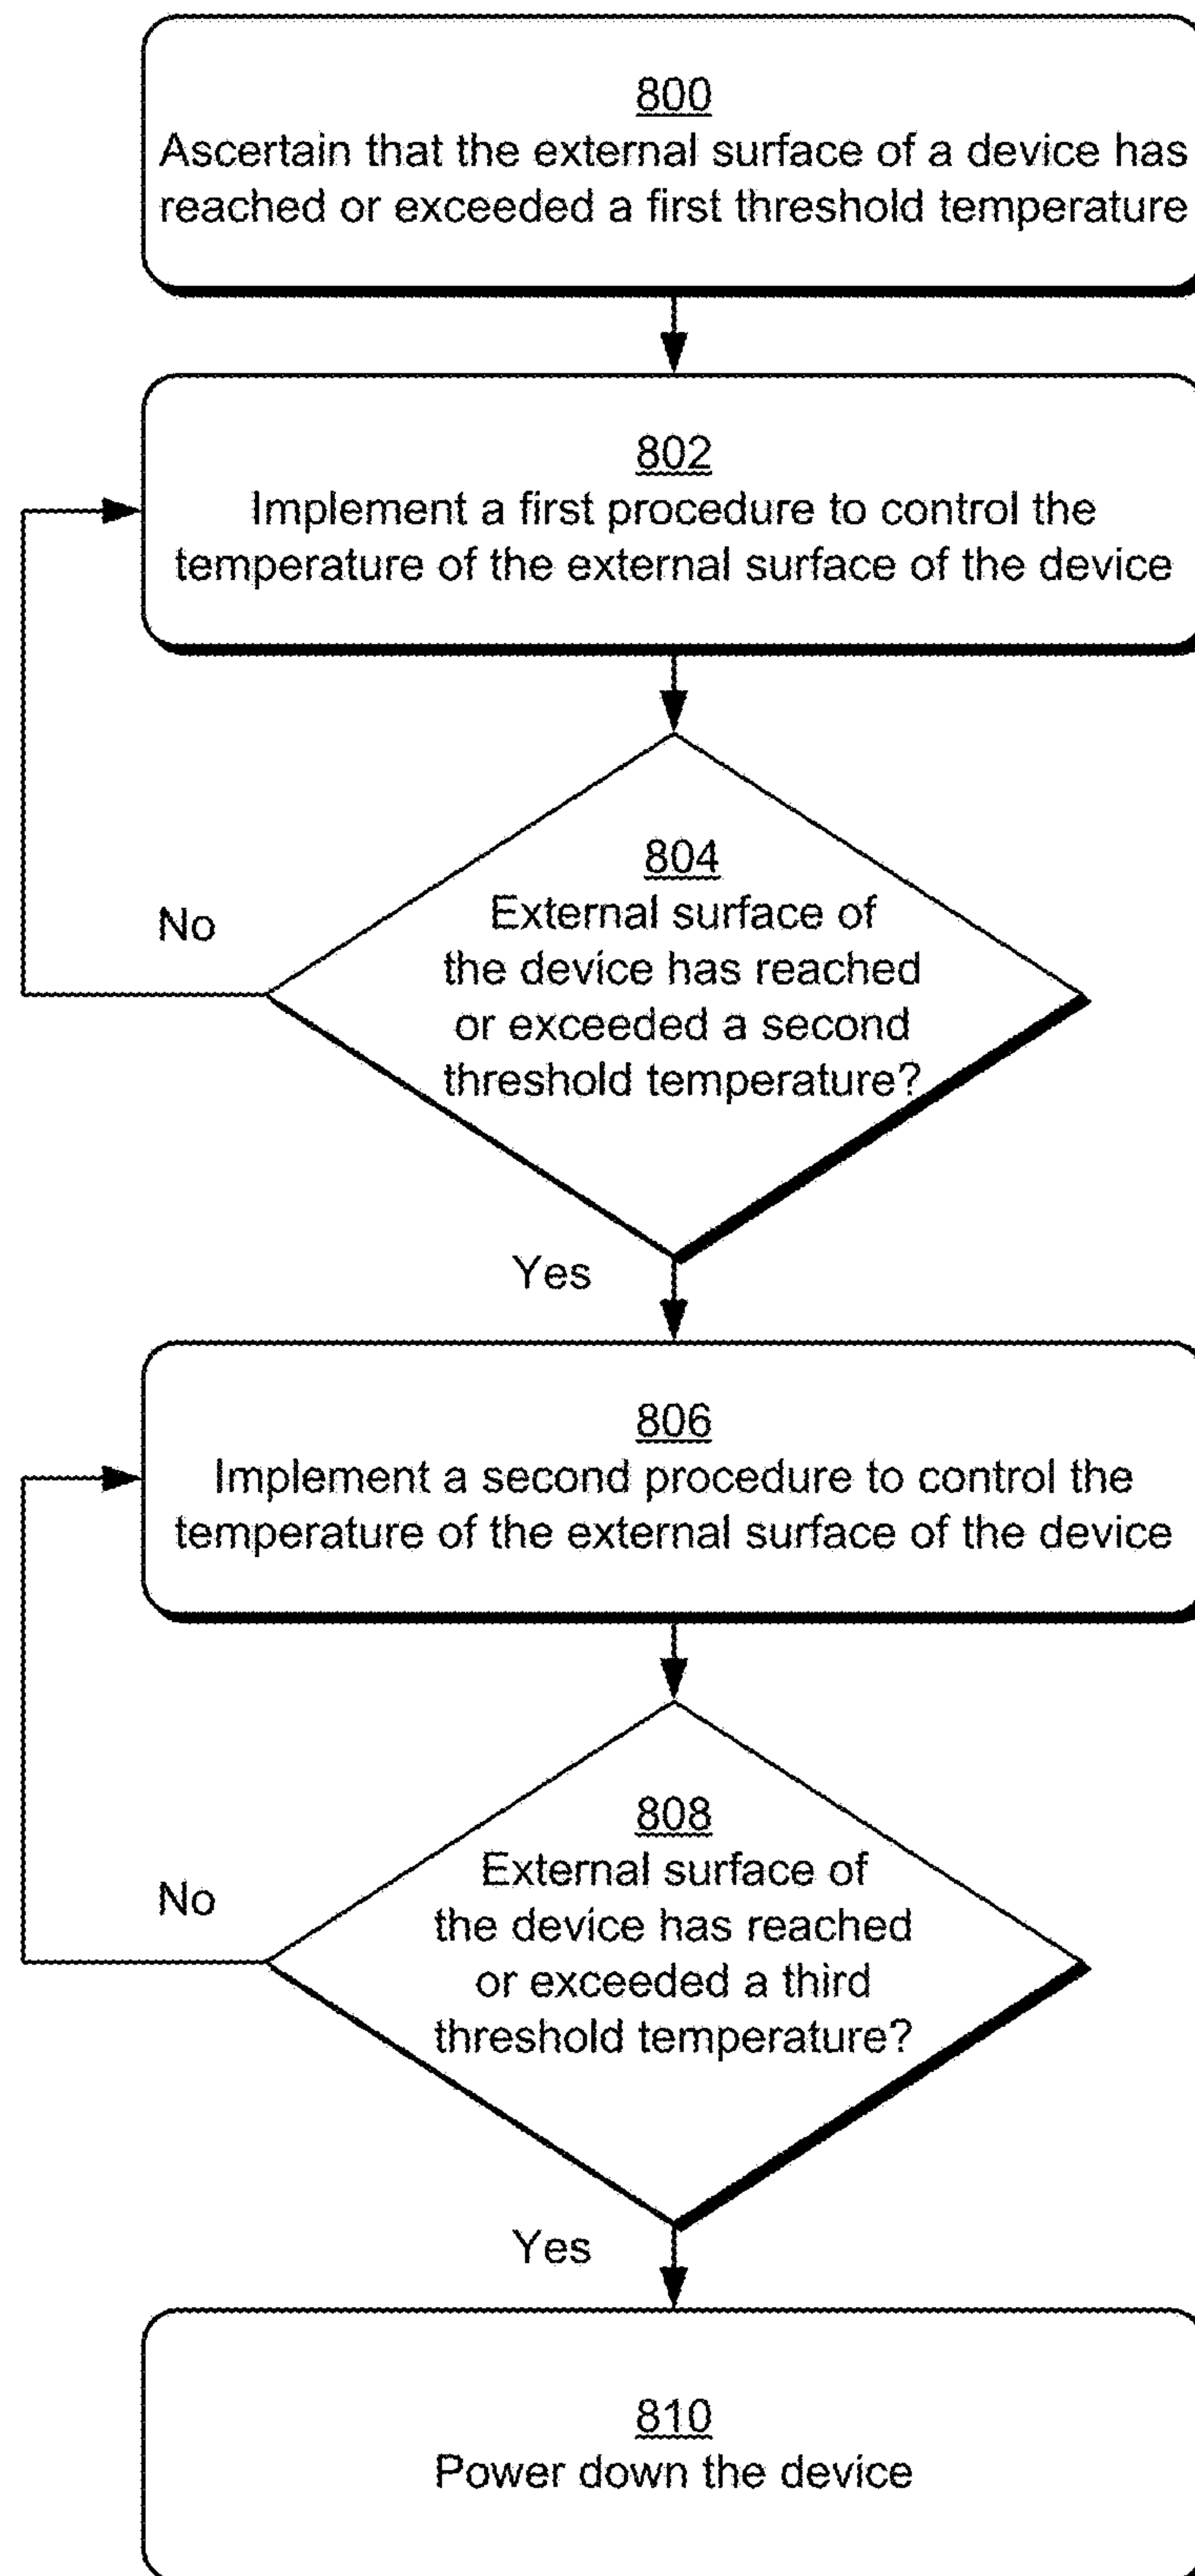 800
Ascertain that the external surface of a device has
reached or exceeded a first threshold temperature
802
Implement a first procedure to control the
temperature of the external surface of the device
804
External surface of
the device has reached
or exceeded a second
threshold temperature?
No
Yes
806
Implement a second procedure to control the
temperature of the external surface of the device
808
External surface of
the device has reached
or exceeded a third
threshold temperature?
No
Yes
810
Power down the device